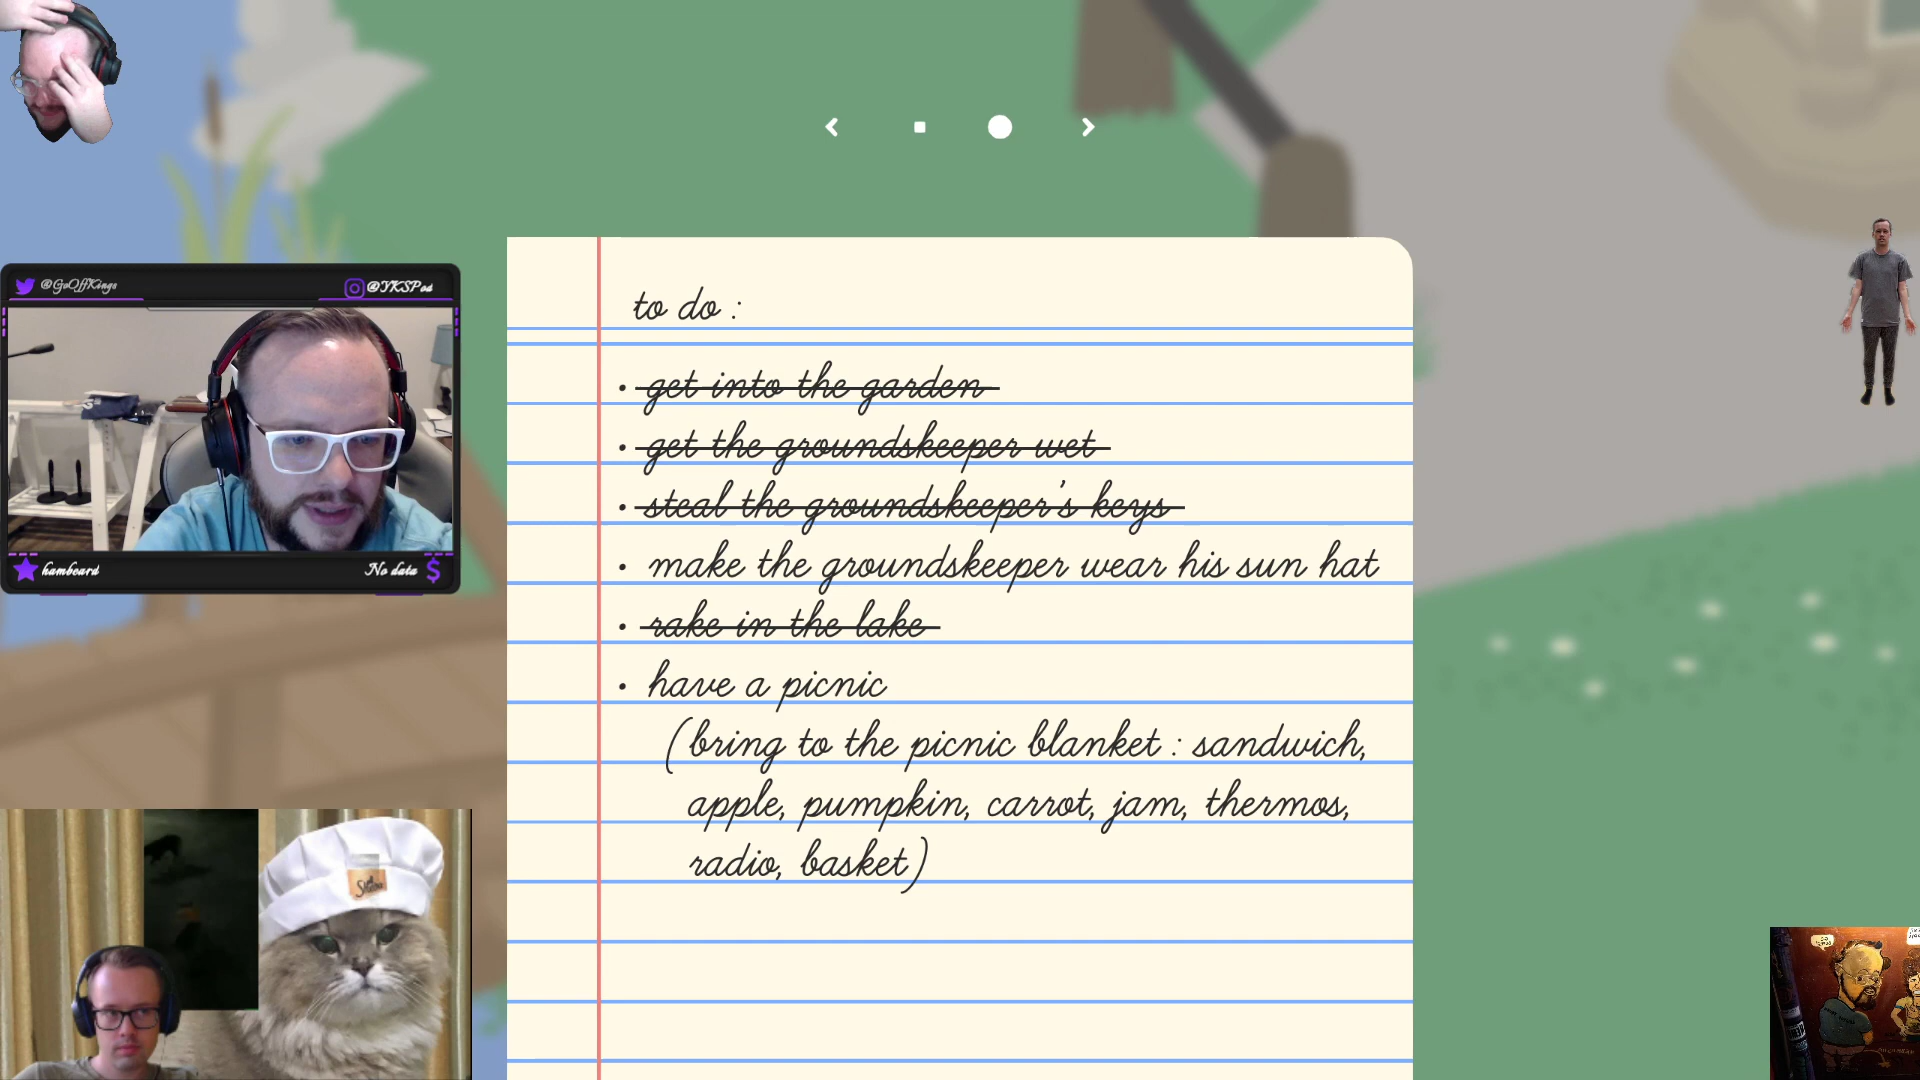 @GoOffKings
@YKSPod
hambeard
No data
to do :
• get into the garden
• get the groundskeeper wet
• steal the groundskeeper's keys
• make the groundskeeper wear his sun hat
• rake in the lake
• have a picnic
(bring to the picnic blanket : sandwich,
apple, pumpkin, carrot, jam, thermos,
radio, basket)